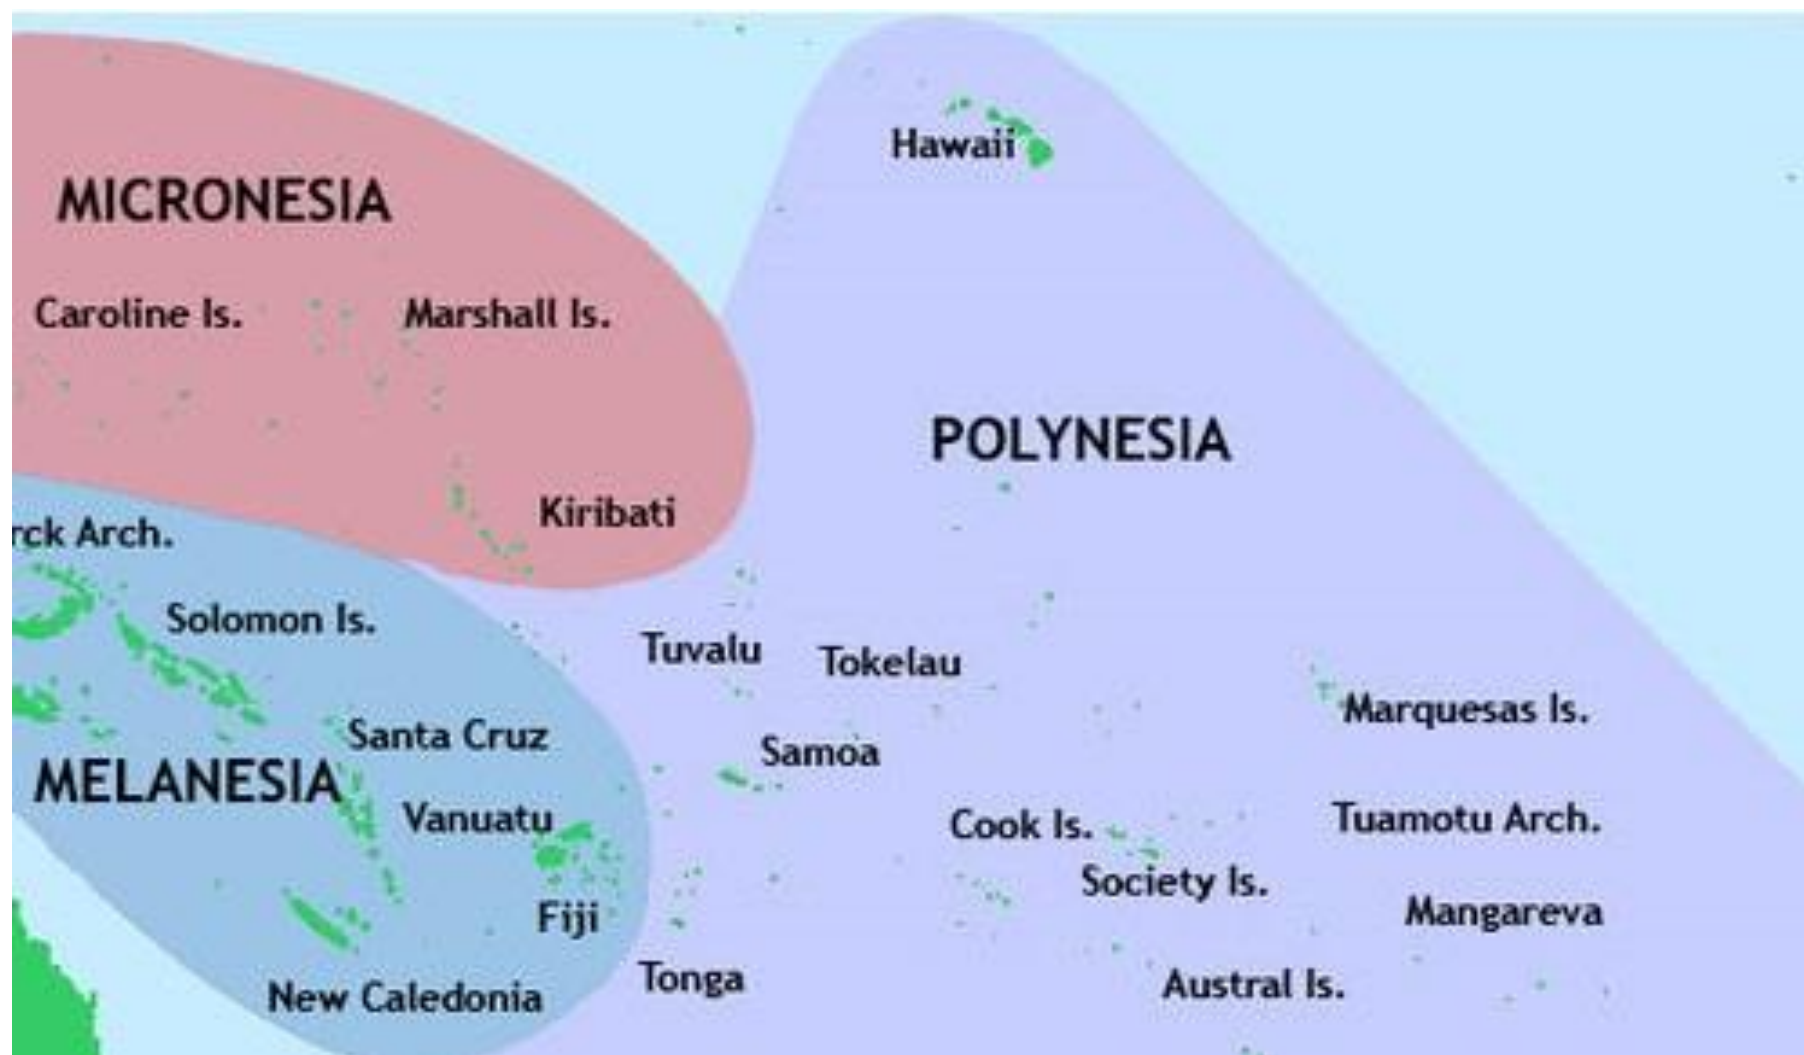 Hawaii
MICRONESIA
Caroline Is.
Marshall Is.
POLYNESIA
Kiribati
rck Arch.
Solomon Is.
Tuvalu
Tokelau
Marquesas Is.
Santa Cruz
Samoa
MELANESIA
Vanuatu
Cook Is.
Tuamotu Arch.
Society Is.
Fiji
Mangareva
Tonga
Austral Is.
New Caledonia